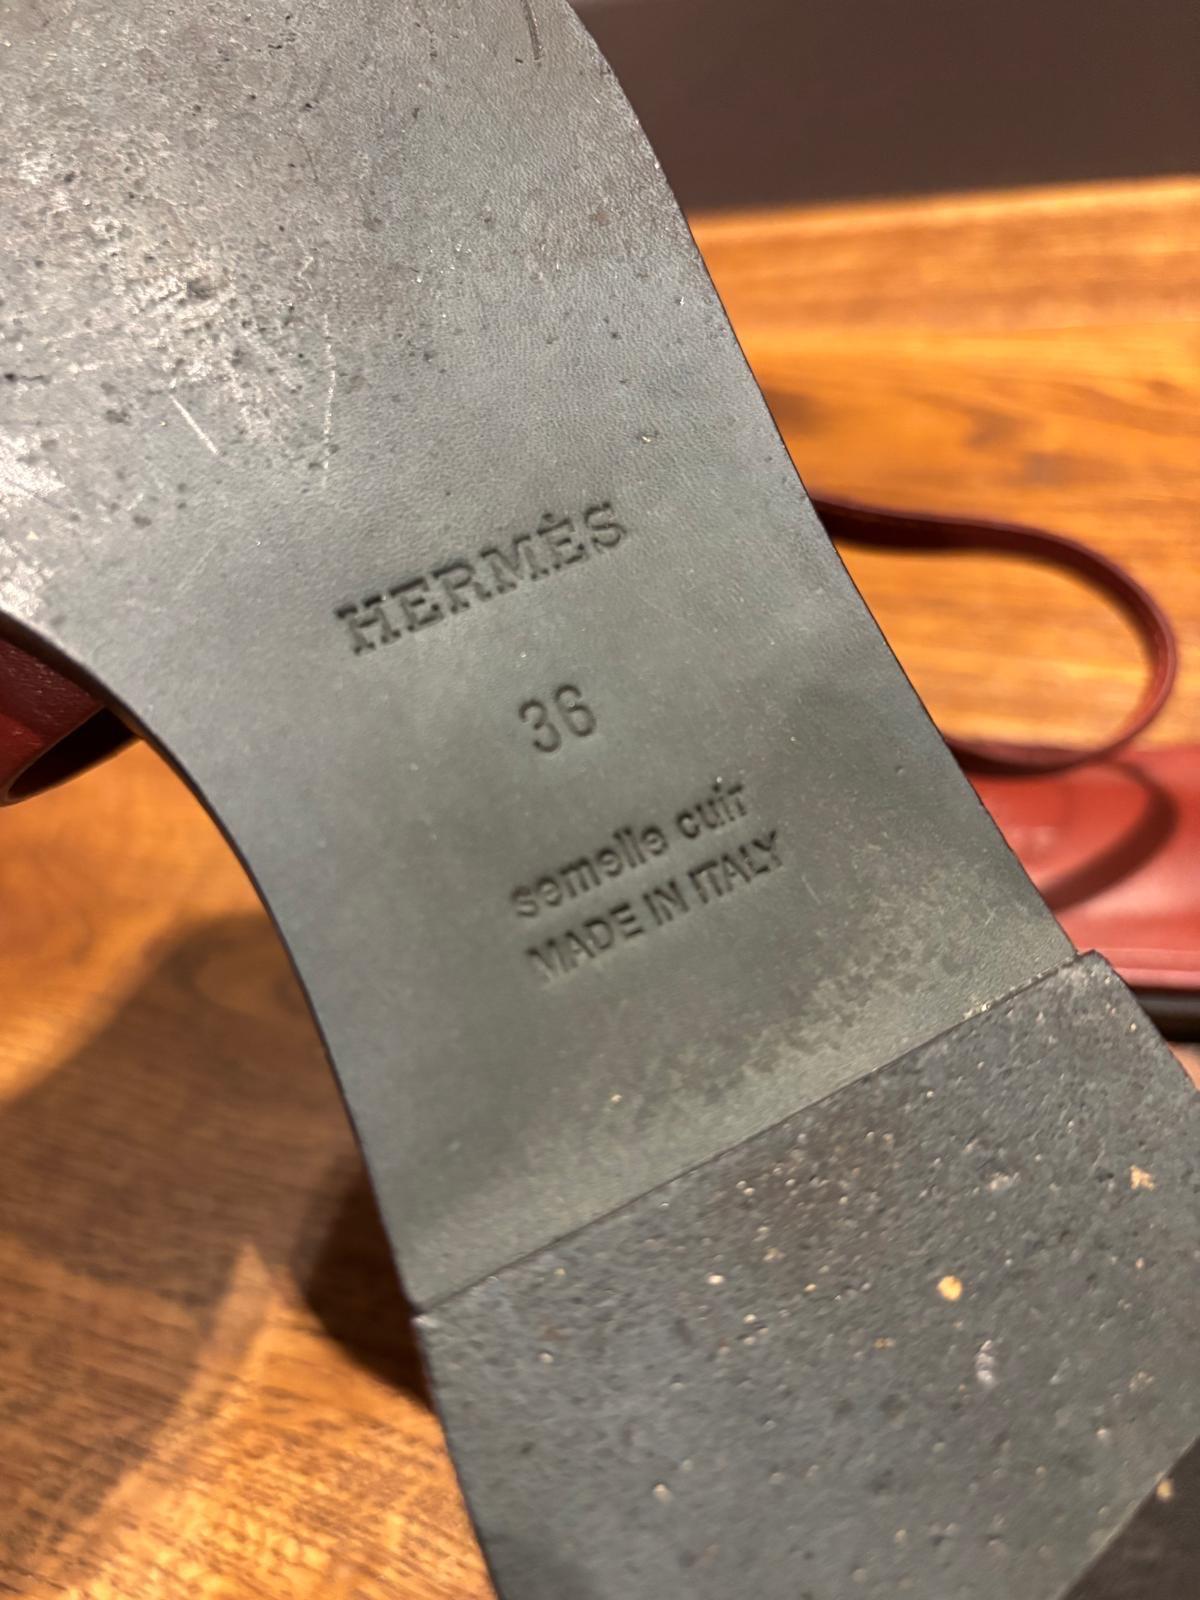 HERMÈS
36
semelle cuir
MADE IN ITALY